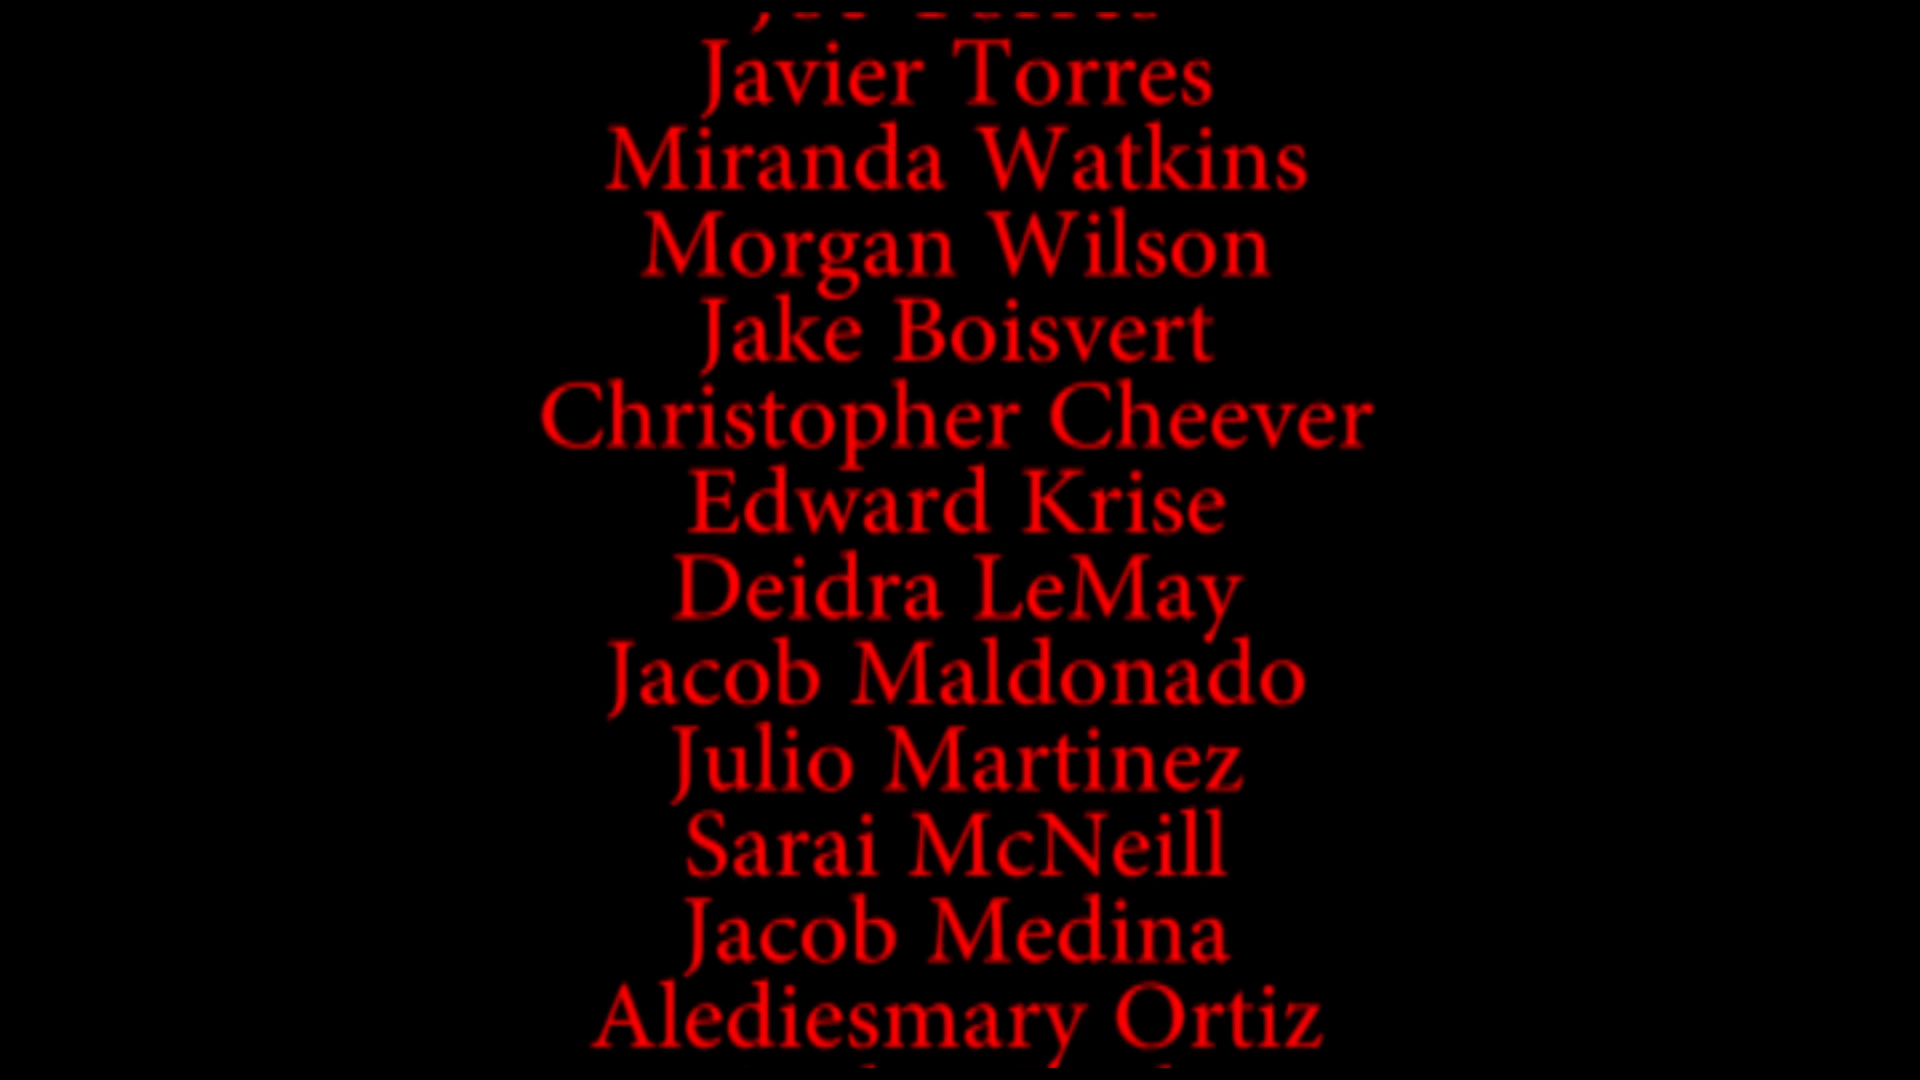 Javier Torres
Miranda Watkins
Morgan Wilson
Jake Boisvert
Christopher Cheever
Edward Krise
Deidra LeMay
Jacob Maldonado
Julio Martinez
Sarai McNeill
Jacob Medina
Alediesmary Ortiz